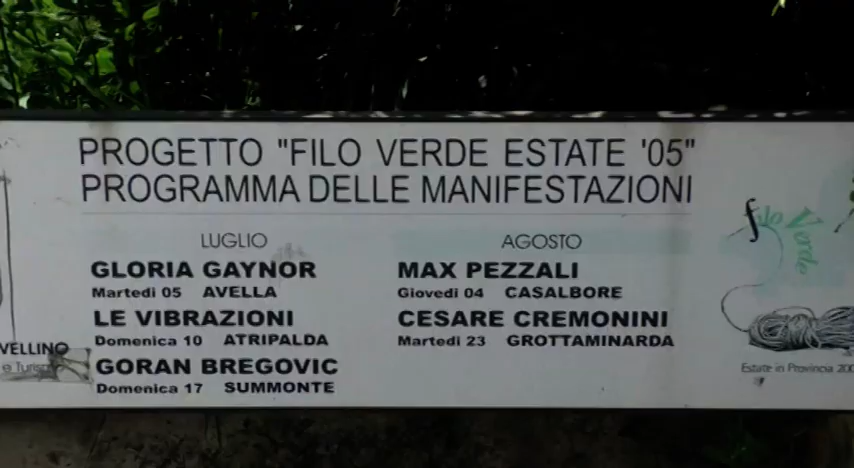 PROGETTO "FILO VERDE ESTATE '05"
PROGRAMMA DELLE MANIFESTAZIONI
LUGLIO
GLORIA GAYNOR
Martedì 05 AVELLA
LE VIBRAZIONI
Domenica 10 ATRIPALDA
GORAN BREGOVIC
Domenica 17 SUMMONTE
AGOSTO
MAX PEZZALI
Giovedì 04 CASALBORE
CESARE CREMONINI
Martedì 23 GROTTAMINARDA
filo Verde
Estate in Provincia 200
VELLINO
e Turis